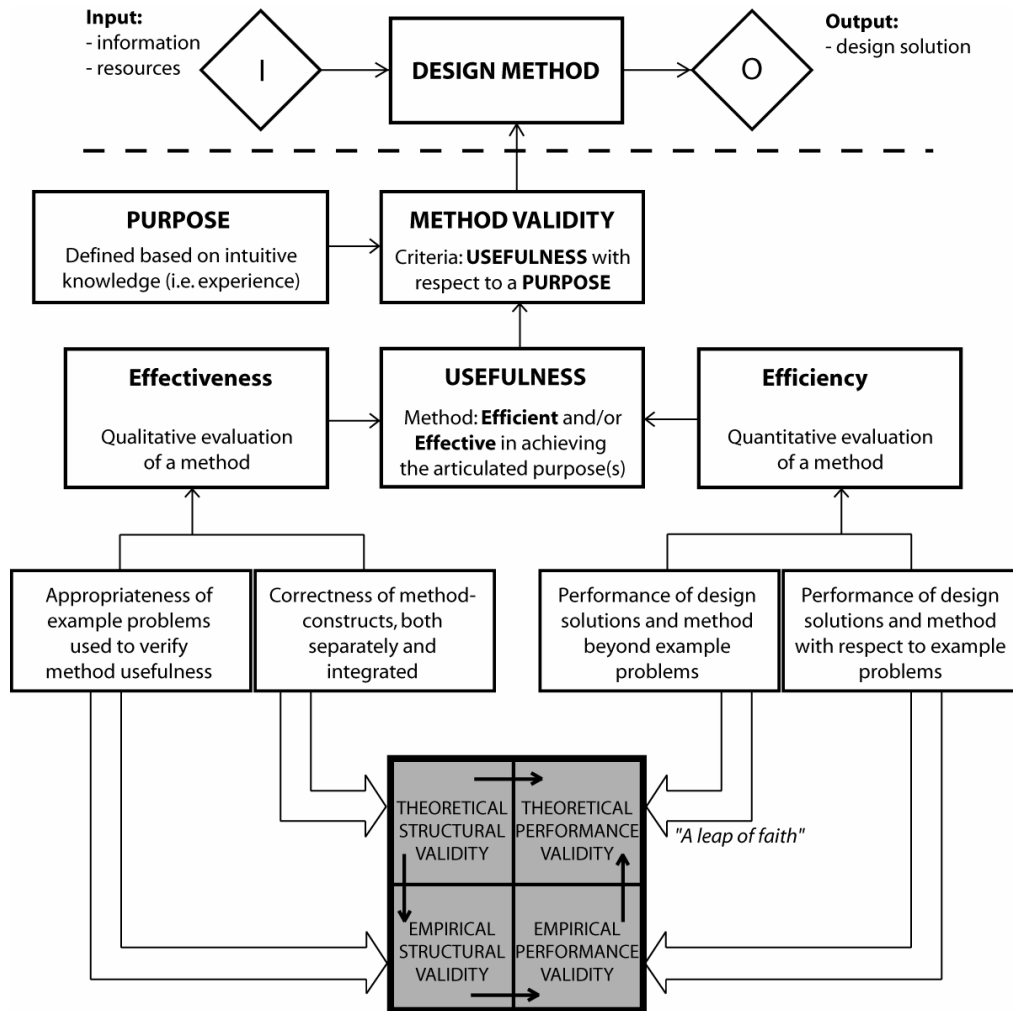 Input:
- information
- resources
I
DESIGN METHOD
O
Output:
- design solution
PURPOSE
Defined based on intuitive
knowledge (i.e. experience)
METHOD VALIDITY
Criteria: USEFULNESS with
respect to a PURPOSE
Effectiveness
Qualitative evaluation
of a method
USEFULNESS
Method: Efficient and/or
Effective in achieving
the articulated purpose(s)
Efficiency
Quantitative evaluation
of a method
Appropriateness of
example problems
used to verify
method usefulness
Correctness of method-
constructs, both
separately and
integrated
Performance of design
solutions and method
beyond example
problems
Performance of design
solutions and method
with respect to example
problems
THEORETICAL
STRUCTURAL
VALIDITY
THEORETICAL
PERFORMANCE
VALIDITY
"A leap of faith"
EMPIRICAL
STRUCTURAL
VALIDITY
EMPIRICAL
PERFORMANCE
VALIDITY